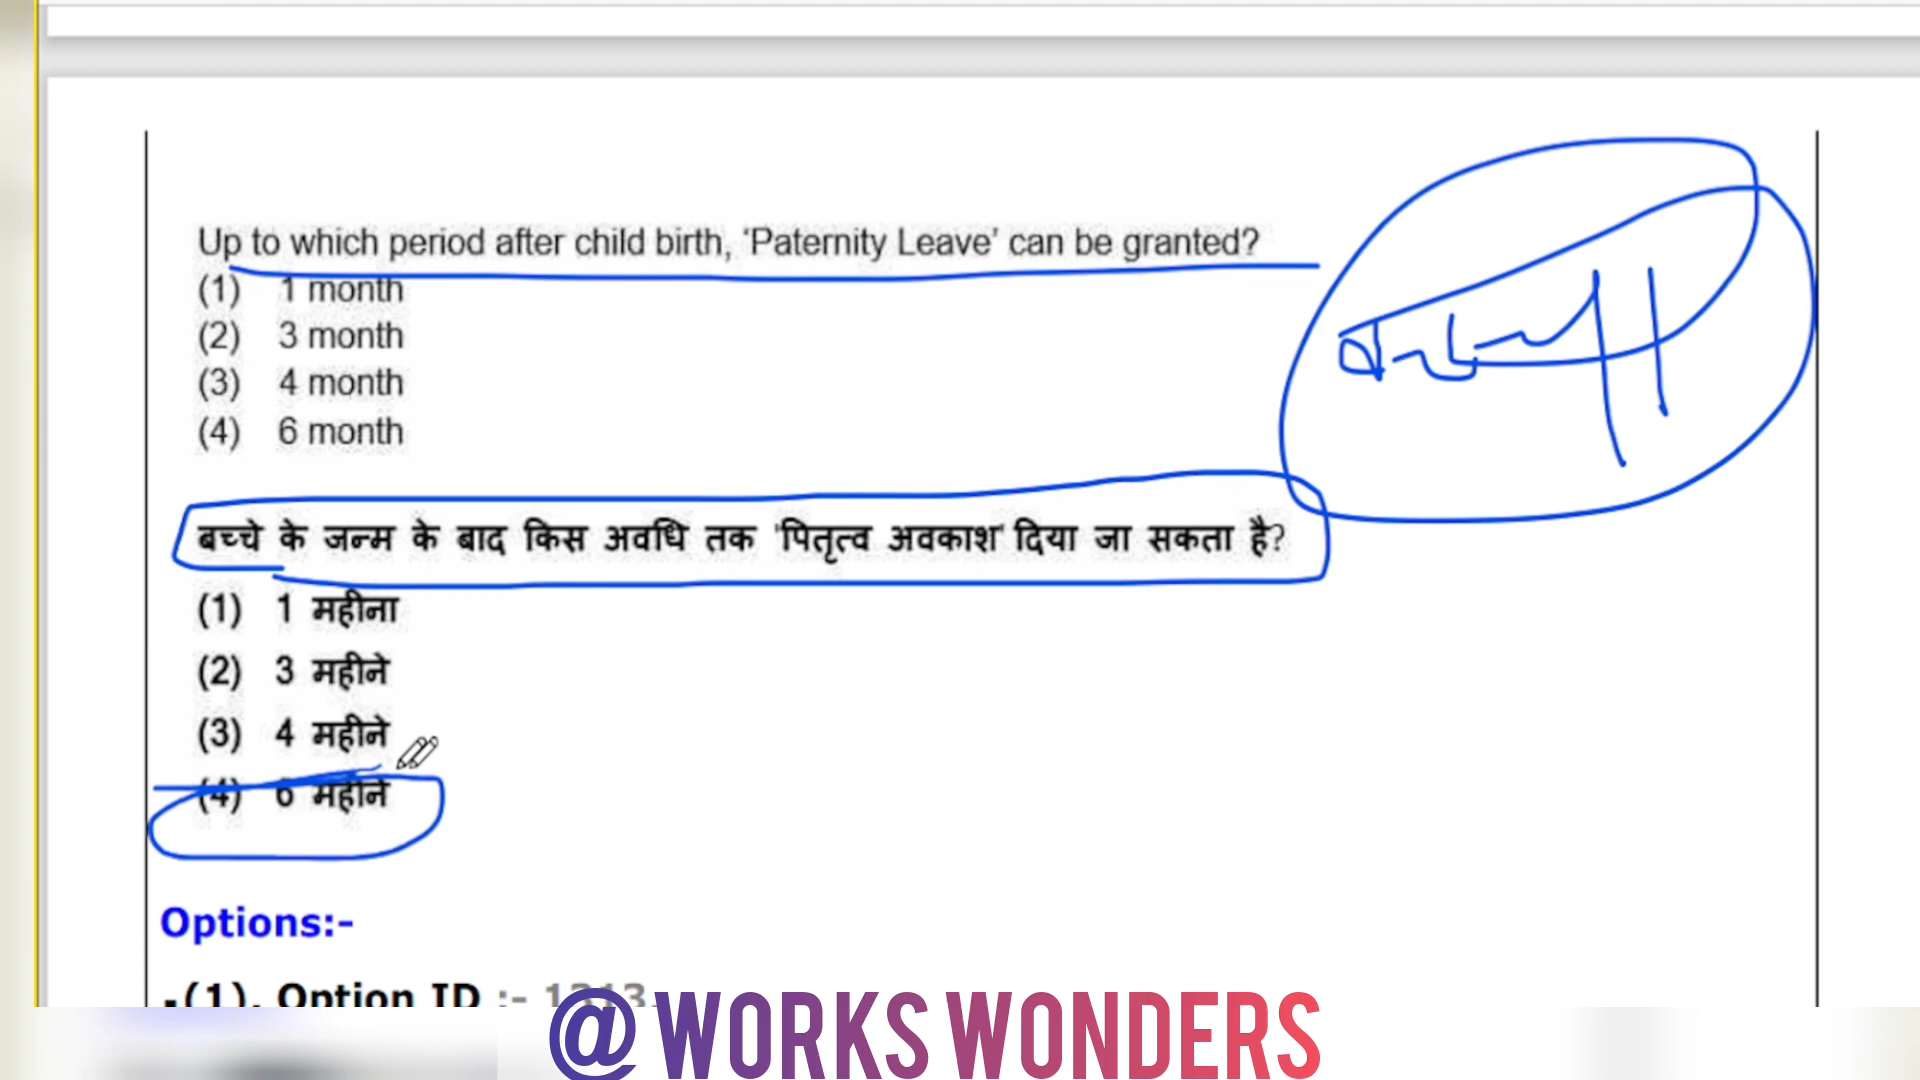 Up to which period after child birth, ‘Paternity Leave’ can be granted?
(1) 1 month
(2) 3 month
(3) 4 month
(4) 6 month
बच्चे के जन्म के बाद किस अवधि तक 'पितृत्व अवकाश' दिया जा सकता है?
(1) 1 महीना
(2) 3 महीने
(3) 4 महीने
(4) 6 महीने
Options:-
(1). Option ID :- 1313
@WORKS WONDERS